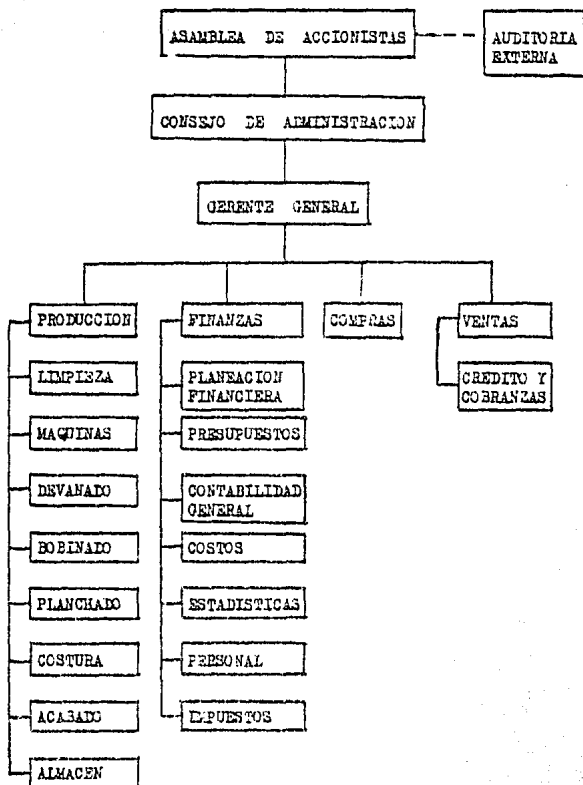 ASAMBLEA DE ACCIONISTAS
AUDITORIA
EXTERNA
CONSEJO DE ADMINISTRACION
GERENTE GENERAL
PRODUCCION
LIMPIEZA
MAQUINAS
DEVANADO
BOBINADO
PLANCHADO
COSTURA
ACABADO
ALMACEN
FINANZAS
PLANEACION
FINANCIERA
PRESUPUESTOS
CONTABILIDAD
GENERAL
COSTOS
ESTADISTICAS
PERSONAL
IMPUESTOS
COMPRAS
VENTAS
CREDITO Y
COBRANZAS